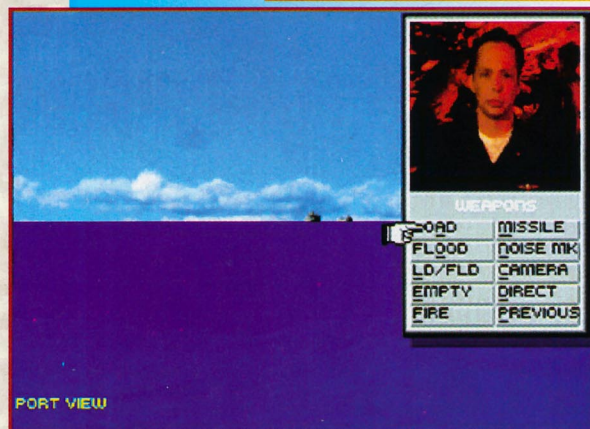 WEAPONS
LOAD MISSILE
FLOOD NOISE MK
LD/FLD CAMERA
EMPTY DIRECT
FIRE PREVIOUS
PORT VIEW